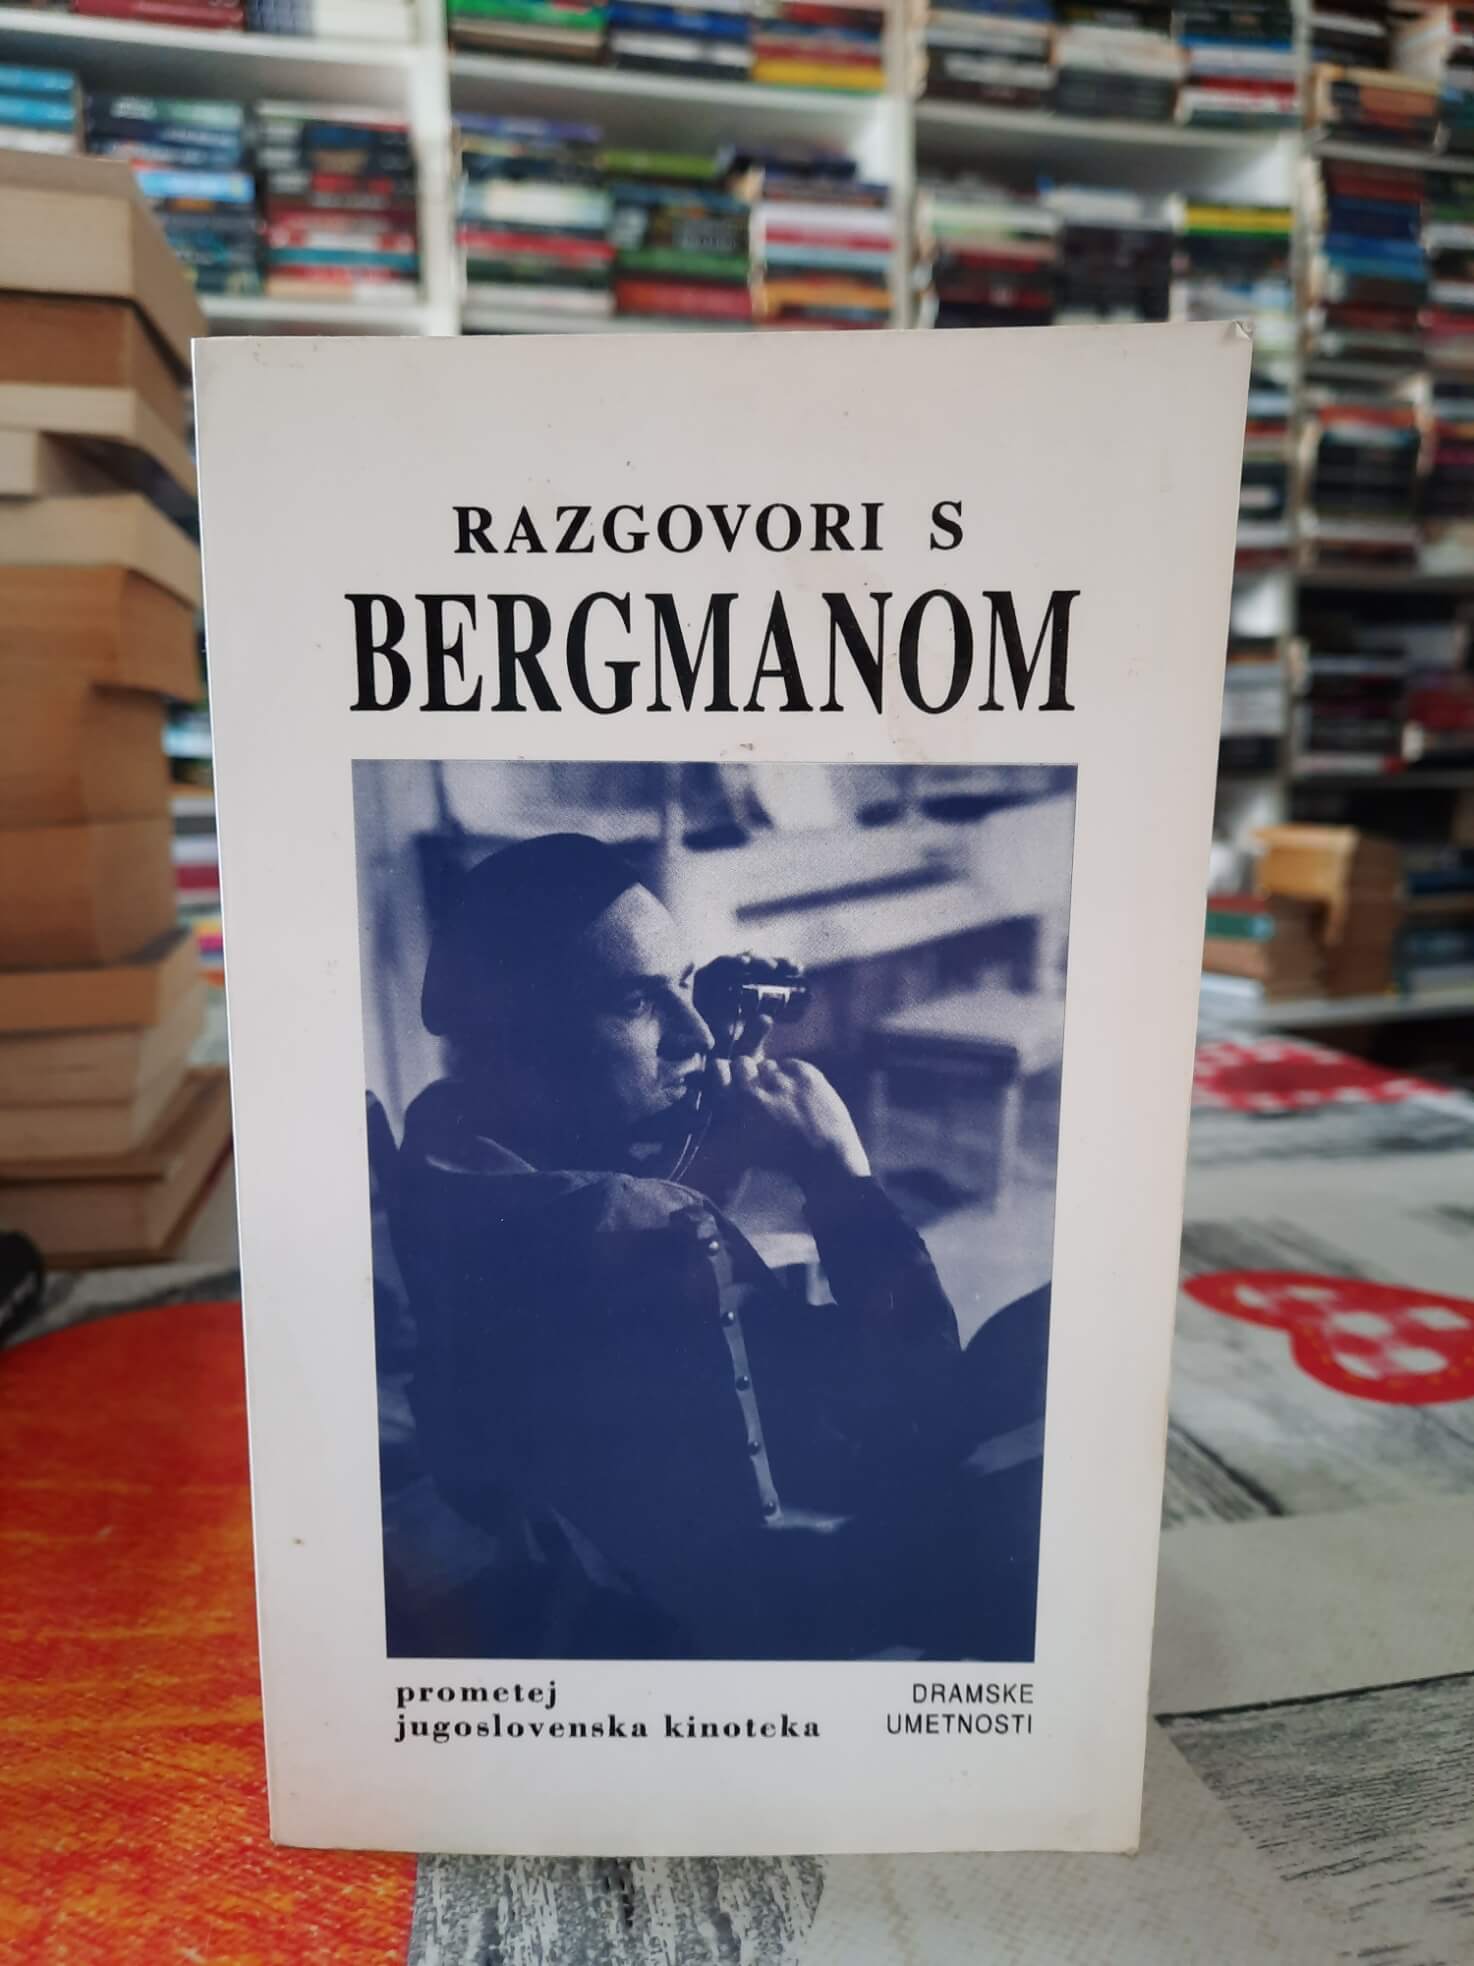 RAZGOVORI S
BERGMANOM
prometej
jugoslovenska kinoteka
DRAMSKE
UMETNOSTI